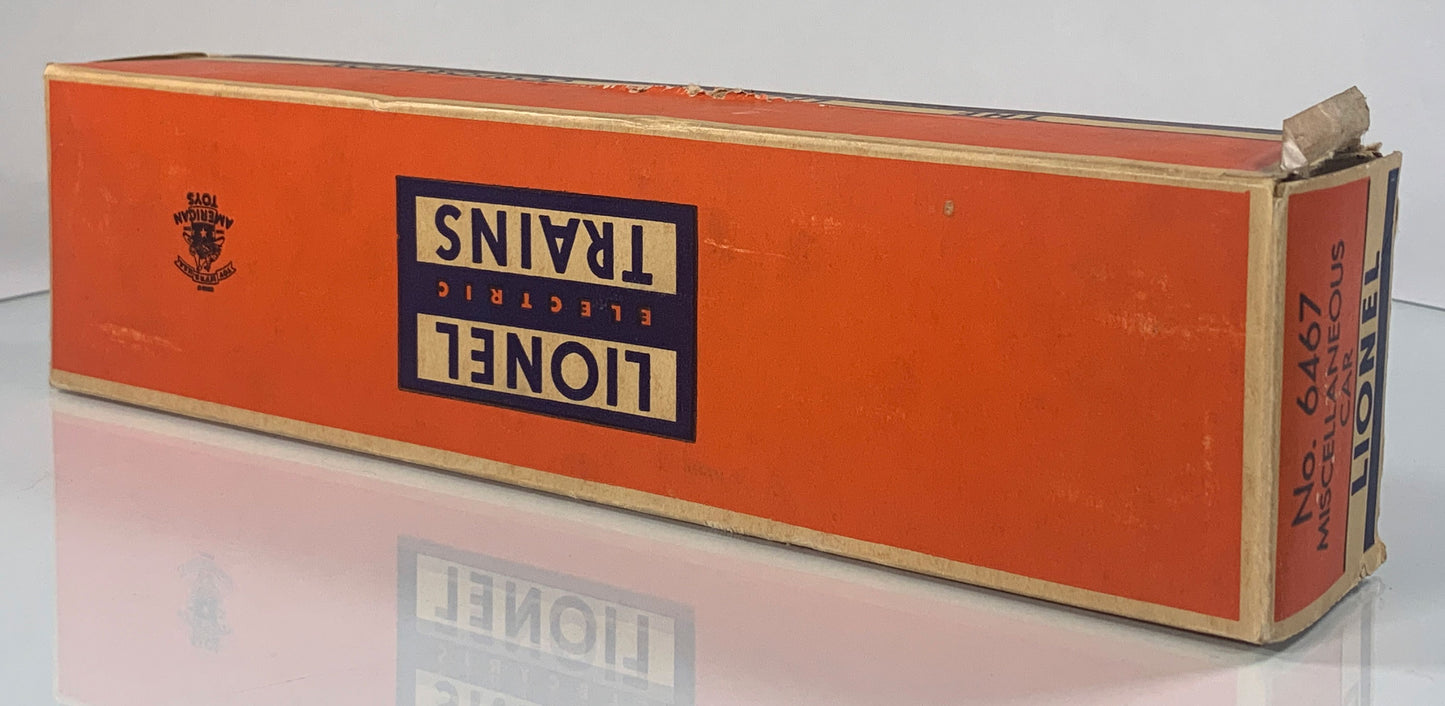 AMERICAN
TOYS
LIONEL
ELECTRIC
TRAINS
No. 6467
MISCELLANEOUS
CAR
LIONEL